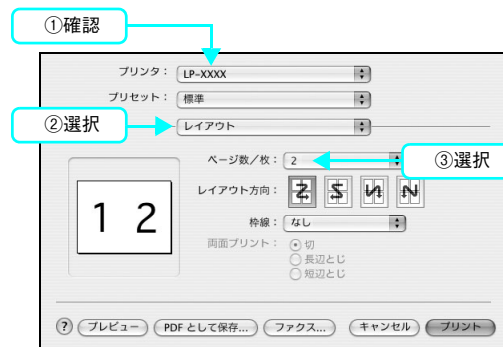 ①確認
プリンタ： LP-XXXX
プリセット： 標準
②選択
レイアウト
ページ数／枚： 2
③選択
レイアウト方向：
1 2
枠線： なし
両面プリント： 切
長辺とじ
短辺とじ
? プレビュー PDF として保存... ファクス... キャンセル プリント